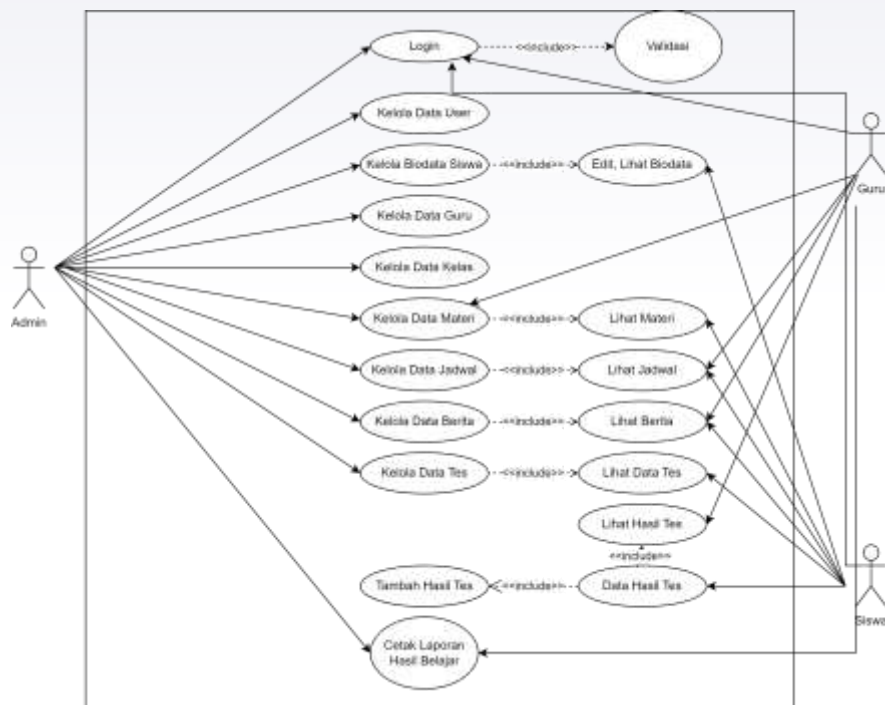 Login
<<include>>
Validasi
Kelola Data User
Kelola Biodata Siswa
<<include>>
Edit, Lihat Biodata
Guru
Kelola Data Guru
Kelola Data Kelas
Admin
Kelola Data Materi
<<include>>
Lihat Materi
Kelola Data Jadwal
<<include>>
Lihat Jadwal
Kelola Data Berita
<<include>>
Lihat Berita
Kelola Data Tes
<<include>>
Lihat Data Tes
Lihat Hasil Tes
<<include>>
Tambah Hasil Tes
<<include>>
Data Hasil Tes
Siswa
Cetak Laporan
Hasil Belajar